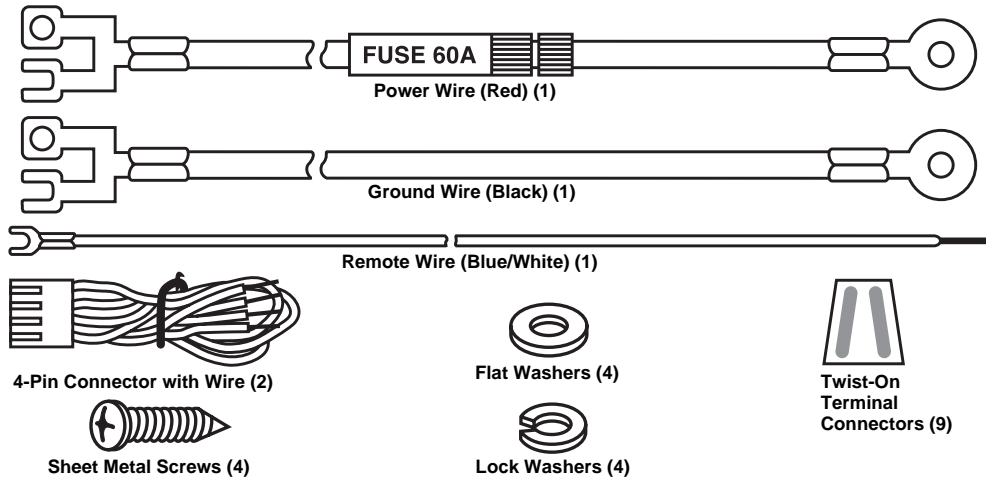 FUSE 60A
Power Wire (Red) (1)
Ground Wire (Black) (1)
Remote Wire (Blue/White) (1)
4-Pin Connector with Wire (2)
Flat Washers (4)
Twist-On
Terminal
Connectors (9)
Sheet Metal Screws (4)
Lock Washers (4)